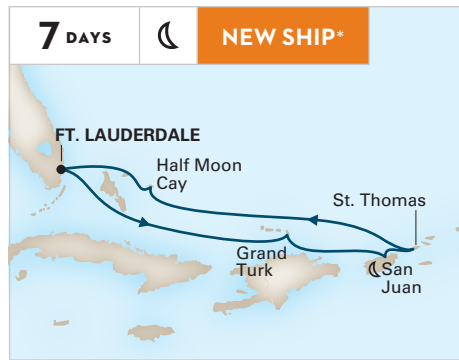 7 DAYS
NEW SHIP*
FT. LAUDERDALE
Half Moon
Cay
St. Thomas
Grand
Turk
San
Juan